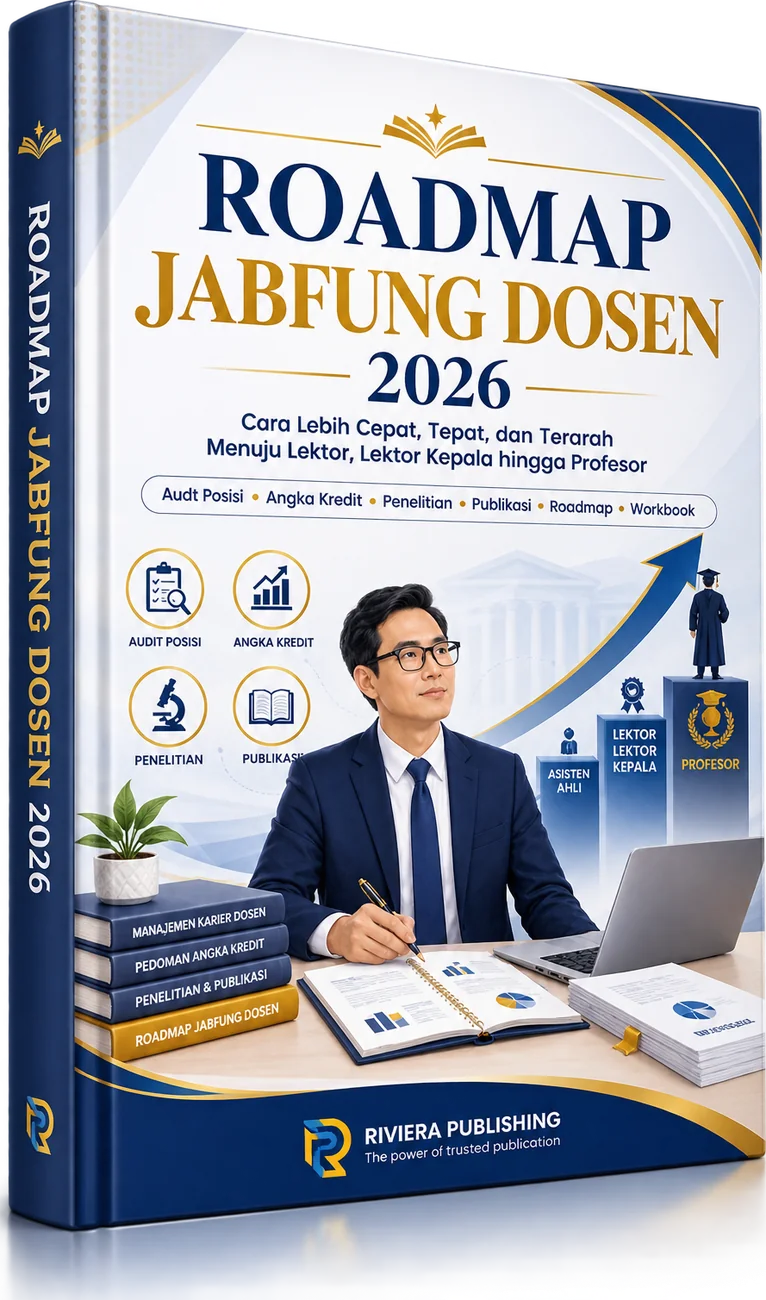 ROADMAP JABFUNG DOSEN 2026
ROADMAP
JABFUNG DOSEN
2026
Cara Lebih Cepat, Tepat, dan Terarah
Menuju Lektor, Lektor Kepala hingga Profesor
Audt Posisi • Angka Kredit • Penelitian • Publikasi • Roadmap • Workbook
AUDIT POSISI
ANGKA KREDIT
PENELITIAN
PUBLIKASI
ASISTEN
AHLI
LEKTOR
LEKTOR
KEPALA
PROFESOR
MANAJEMEN KARIER DOSEN
PEDOMAN ANGKA KREDIT
PENELITIAN & PUBLIKASI
ROADMAP JABFUNG DOSEN
RIVIERA PUBLISHING
The power of trusted publication